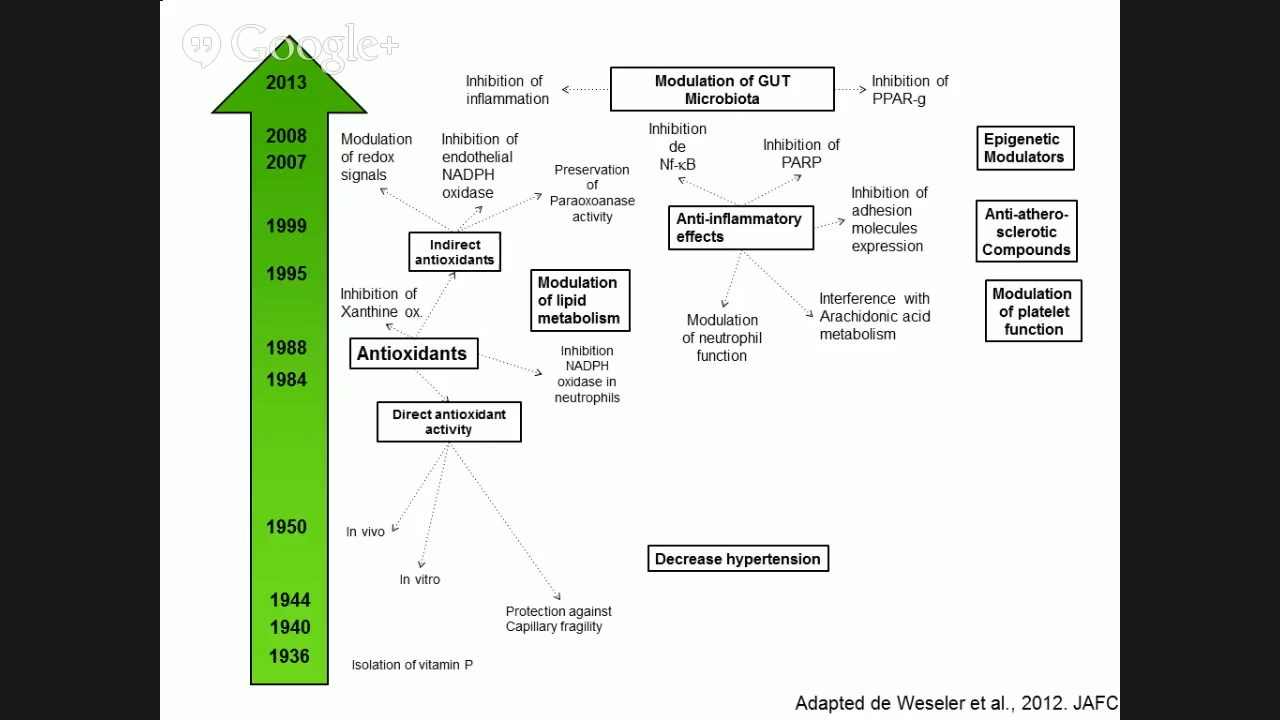 Google+
2013
2008
2007
1999
1995
1988
1984
1950
1944
1940
1936
Inhibition of
inflammation
Modulation of GUT
Microbiota
Inhibition of
PPAR-g
Modulation
of redox
signals
Inhibition of
endothelial
NADPH
oxidase
Preservation
of
Paraoxoanase
activity
Inhibition
de
Nf-κB
Inhibition of
PARP
Epigenetic
Modulators
Anti-inflammatory
effects
Inhibition of
adhesion
molecules
expression
Anti-athero-
sclerotic
Compounds
Indirect
antioxidants
Modulation
of lipid
metabolism
Inhibition of
Xanthine ox.
Modulation
of neutrophil
function
Interference with
Arachidonic acid
metabolism
Modulation
of platelet
function
Antioxidants
Inhibition
NADPH
oxidase in
neutrophils
Direct antioxidant
activity
In vivo
In vitro
Protection against
Capillary fragility
Decrease hypertension
Isolation of vitamin P
Adapted de Weseler et al., 2012. JAFC